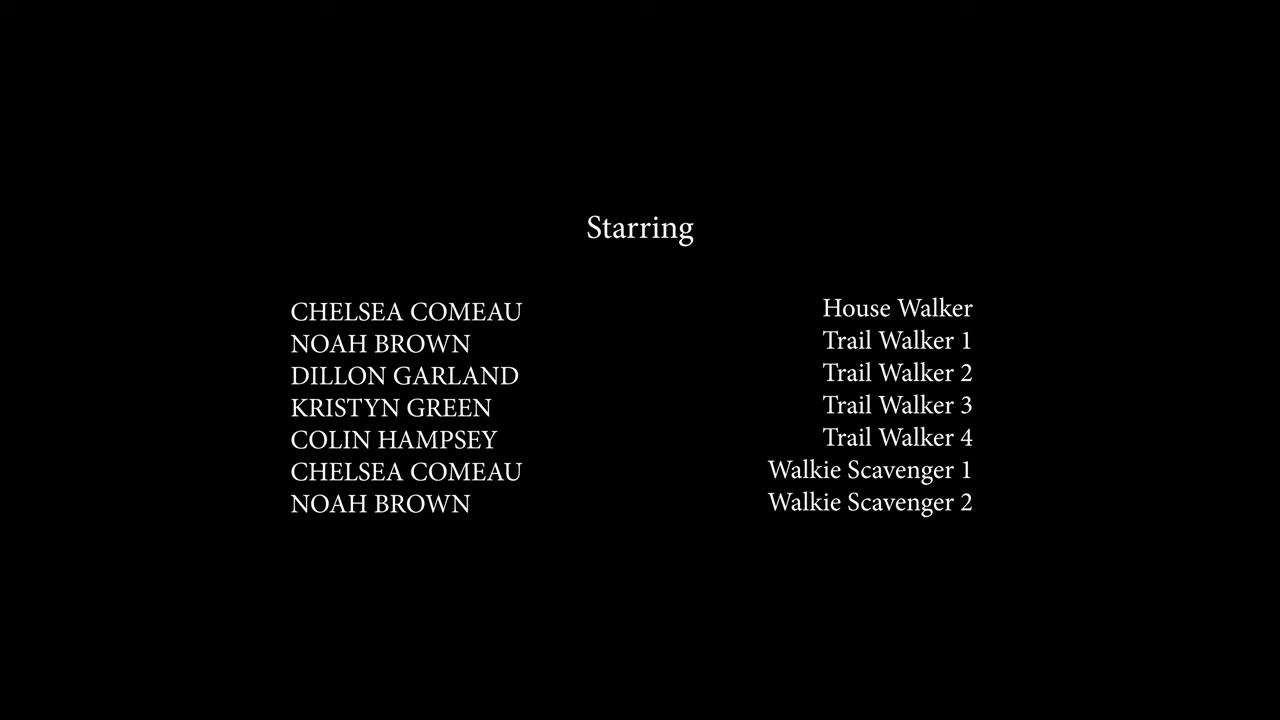 Starring
CHELSEA COMEAU House Walker
NOAH BROWN Trail Walker 1
DILLON GARLAND Trail Walker 2
KRISTYN GREEN Trail Walker 3
COLIN HAMPSEY Trail Walker 4
CHELSEA COMEAU Walkie Scavenger 1
NOAH BROWN Walkie Scavenger 2